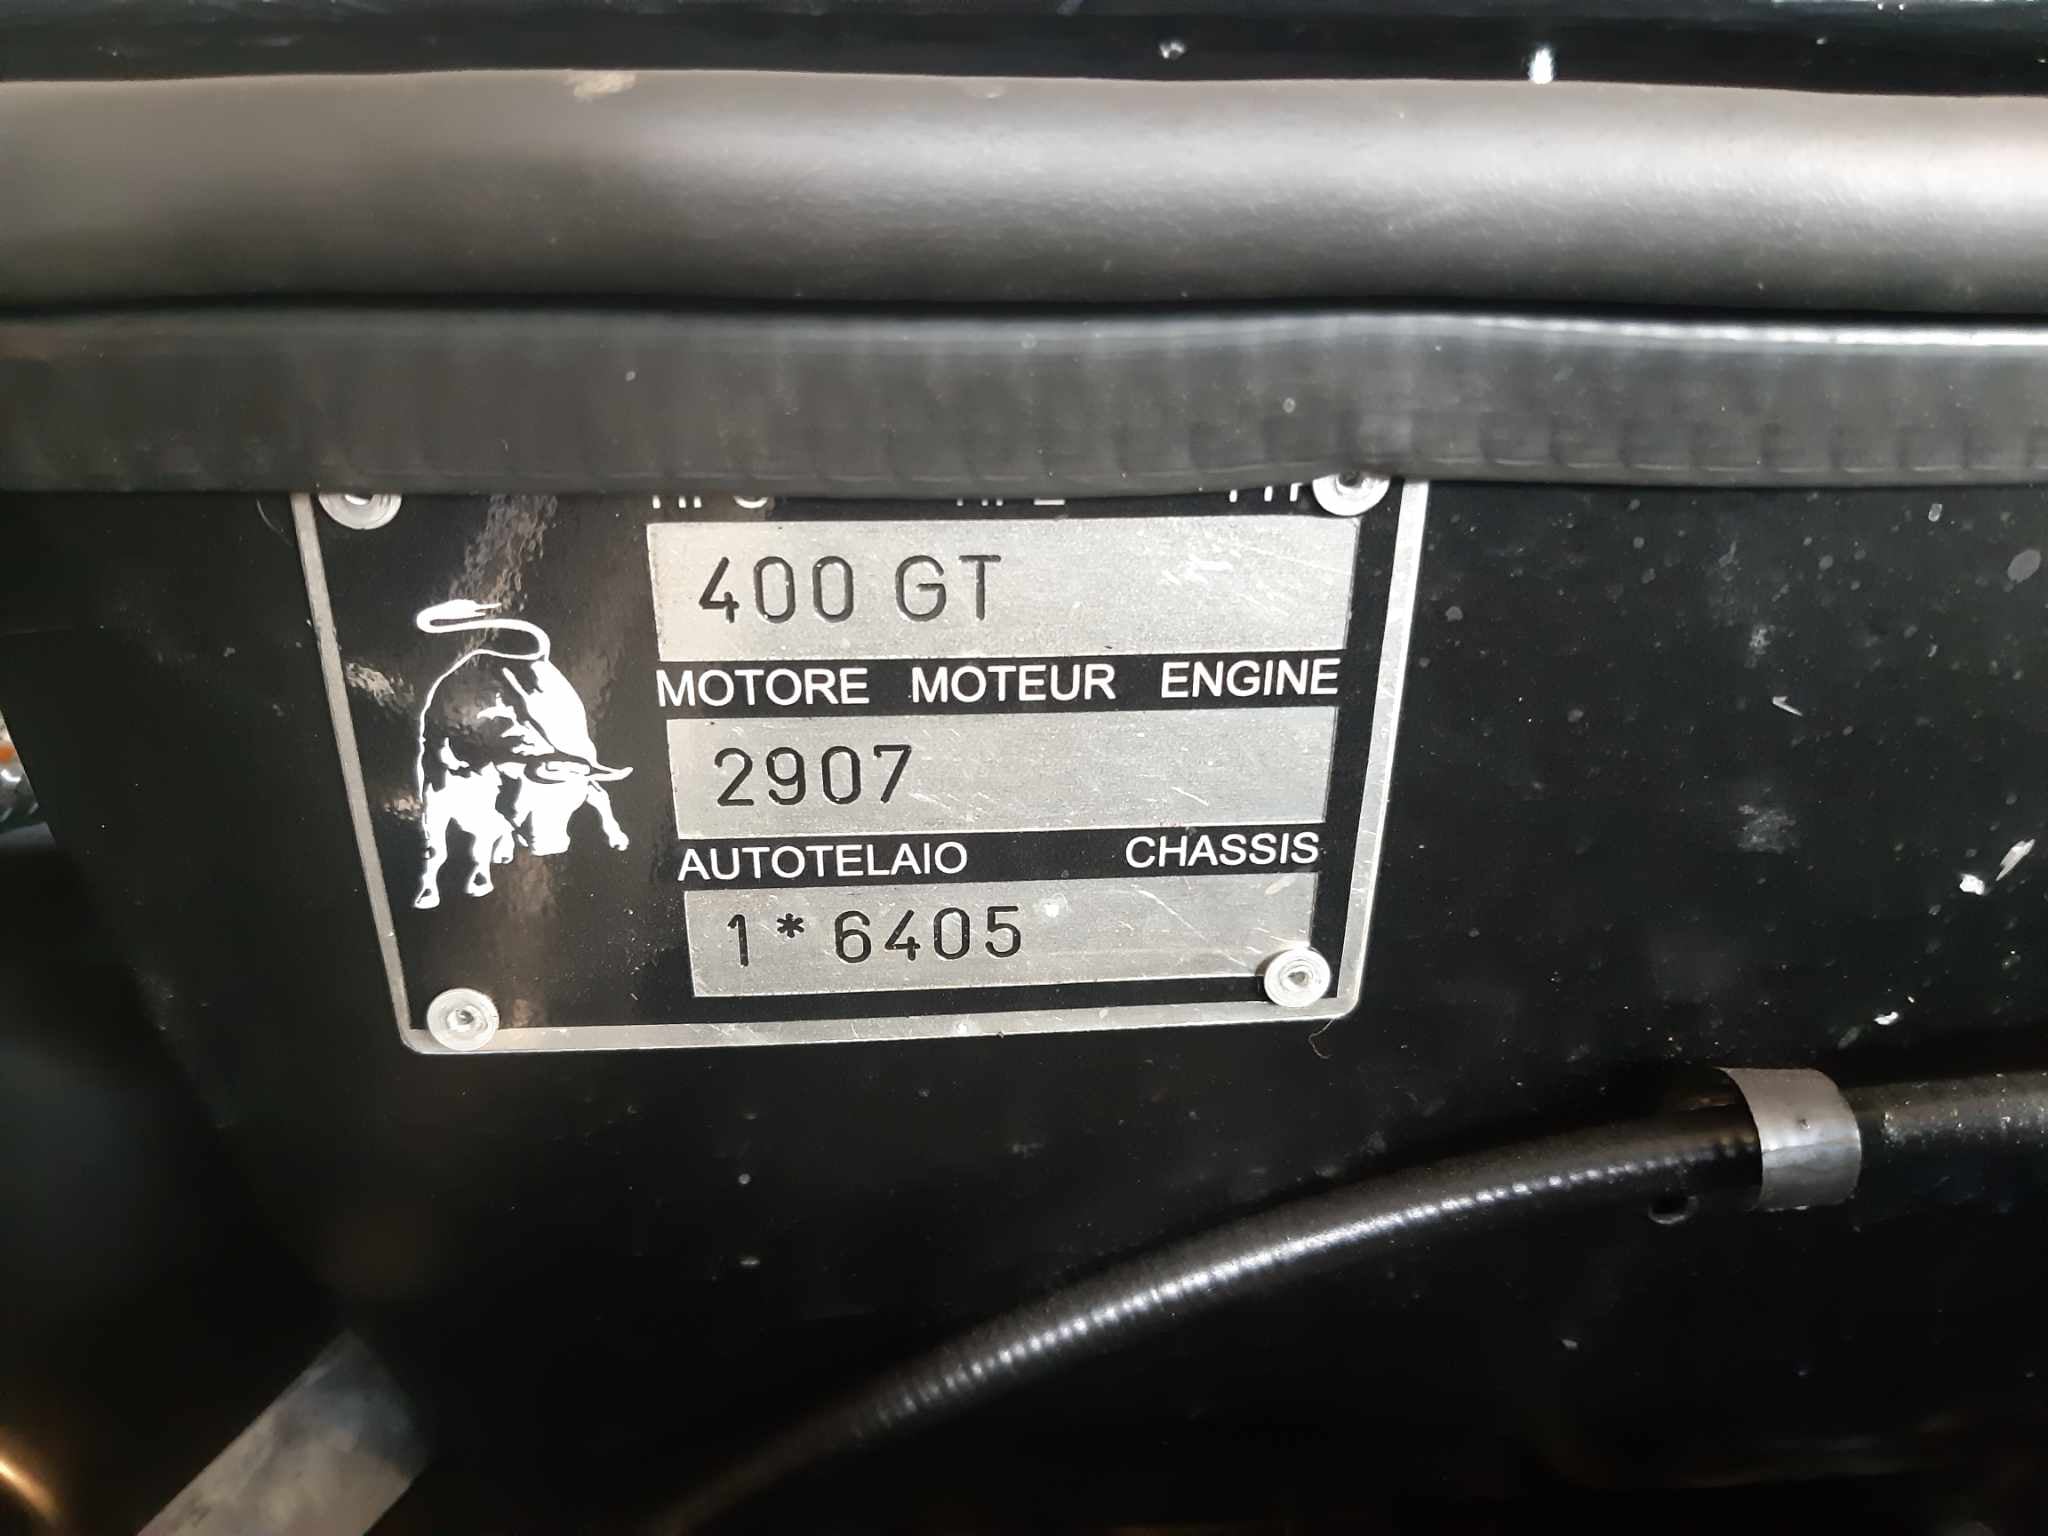 400 GT
MOTORE MOTEUR ENGINE
2907
AUTOTELAIO CHASSIS
1*6405